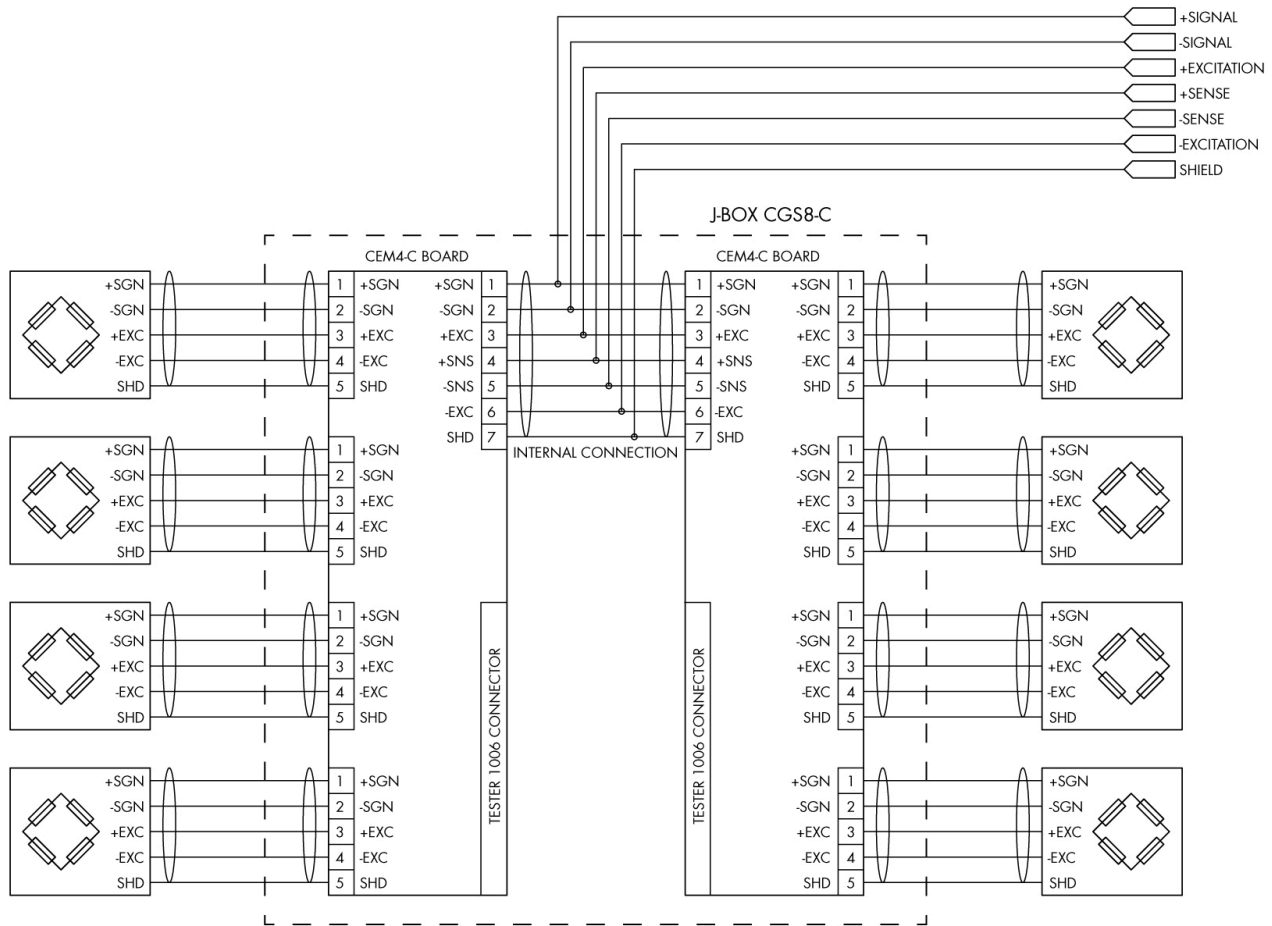 +SIGNAL
-SIGNAL
+EXCITATION
+SENSE
-SENSE
-EXCITATION
SHIELD
J-BOX CGS8-C
CEM4-C BOARD CEM4-C BOARD
+SGN 1 +SGN +SGN 1 1 +SGN +SGN 1 +SGN
-SGN 2 -SGN -SGN 2 2 -SGN -SGN 2 -SGN
+EXC 3 +EXC +EXC 3 3 +EXC +EXC 3 +EXC
-EXC 4 -EXC +SNS 4 4 +SNS -EXC 4 -EXC
SHD 5 SHD -SNS 5 5 -SNS SHD 5 SHD
-EXC 6 6 -EXC
SHD 7 7 SHD
INTERNAL CONNECTION
+SGN 1 +SGN +SGN 1 +SGN
-SGN 2 -SGN -SGN 2 -SGN
+EXC 3 +EXC +EXC 3 +EXC
-EXC 4 -EXC -EXC 4 -EXC
SHD 5 SHD SHD 5 SHD
+SGN 1 +SGN +SGN 1 +SGN
-SGN 2 -SGN -SGN 2 -SGN
+EXC 3 +EXC +EXC 3 +EXC
-EXC 4 -EXC -EXC 4 -EXC
SHD 5 SHD SHD 5 SHD
TESTER 1006 CONNECTOR
TESTER 1006 CONNECTOR
+SGN 1 +SGN +SGN 1 +SGN
-SGN 2 -SGN -SGN 2 -SGN
+EXC 3 +EXC +EXC 3 +EXC
-EXC 4 -EXC -EXC 4 -EXC
SHD 5 SHD SHD 5 SHD